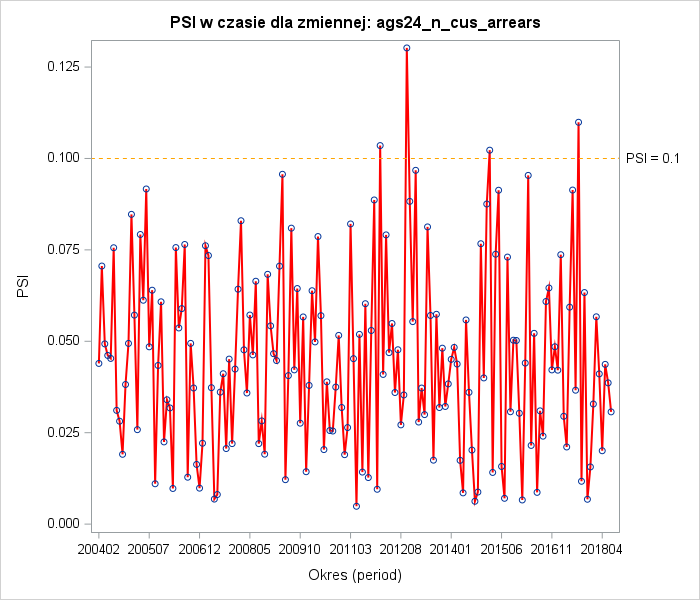 PSI w czasie dla zmiennej: ags24_n_cus_arrears
0.125
0.100
PSI = 0.1
0.075
PSI
0.050
0.025
0.000
200402 200507 200612 200805 200910 201103 201208 201401 201506 201611 201804
Okres (period)